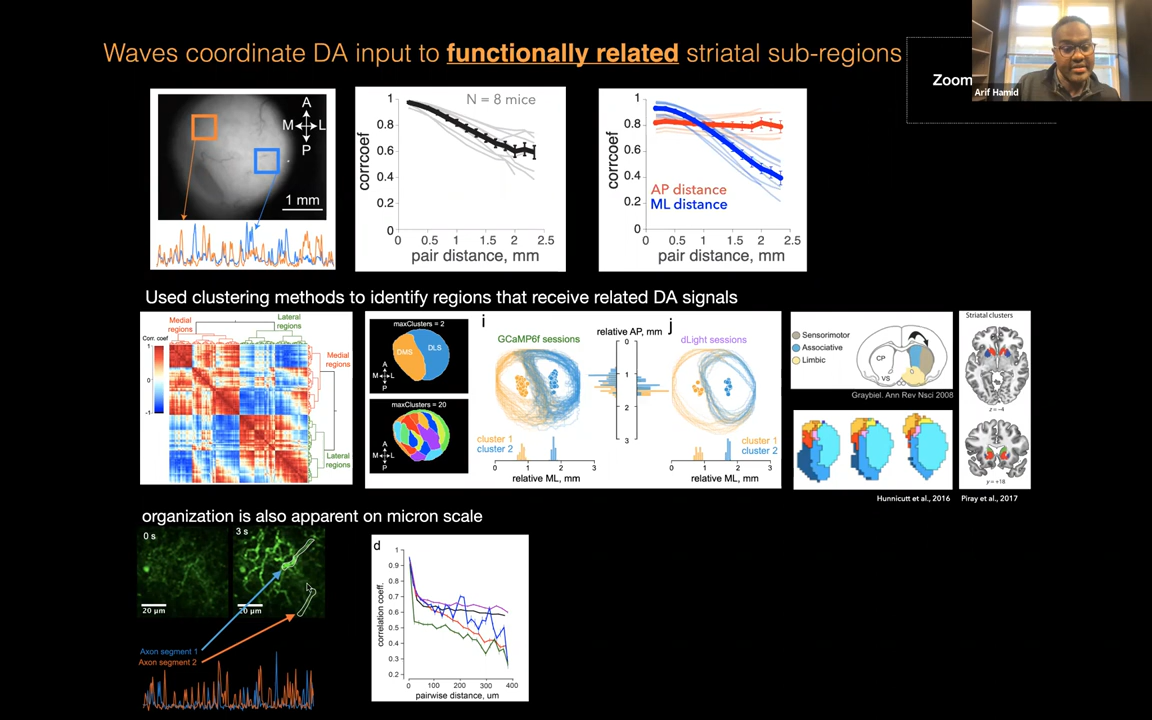 Waves coordinate DA input to functionally related striatal sub-regions
Zoom
Arif Hamid
A
M L
P
1 mm
N = 8 mice
corrcoef
1
0.8
0.6
0.4
0.2
0
0 0.5 1 1.5 2 2.5
pair distance, mm
corrcoef
1
0.8
0.6
0.4
0.2
0
AP distance
ML distance
0 0.5 1 1.5 2 2.5
pair distance, mm
Used clustering methods to identify regions that receive related DA signals
Medial regions
Lateral regions
Corr. coef
1
0
-1
Medial regions
Lateral regions
maxClusters = 2
DMS
DLS
A
M L
P
maxClusters = 20
A
M L
P
i
GCaMP6f sessions
relative AP, mm
0
1
2
3
j
dLight sessions
cluster 1
cluster 2
0 1 2 3
relative ML, mm
cluster 1
cluster 2
0 1 2 3
relative ML, mm
Sensorimotor
Associative
Limbic
CP
VS
Graybiel. Ann Rev Nsci 2008
Striatal clusters
z = -4
y = +18
Hunnicutt et al., 2016
Piray et al., 2017
organization is also apparent on micron scale
0 s
3 s
20 µm
Axon segment 1
Axon segment 2
d
correlation coeff.
1
0.9
0.8
0.7
0.6
0.5
0.4
0.3
0.2
0 100 200 300 400
pairwise distance, um